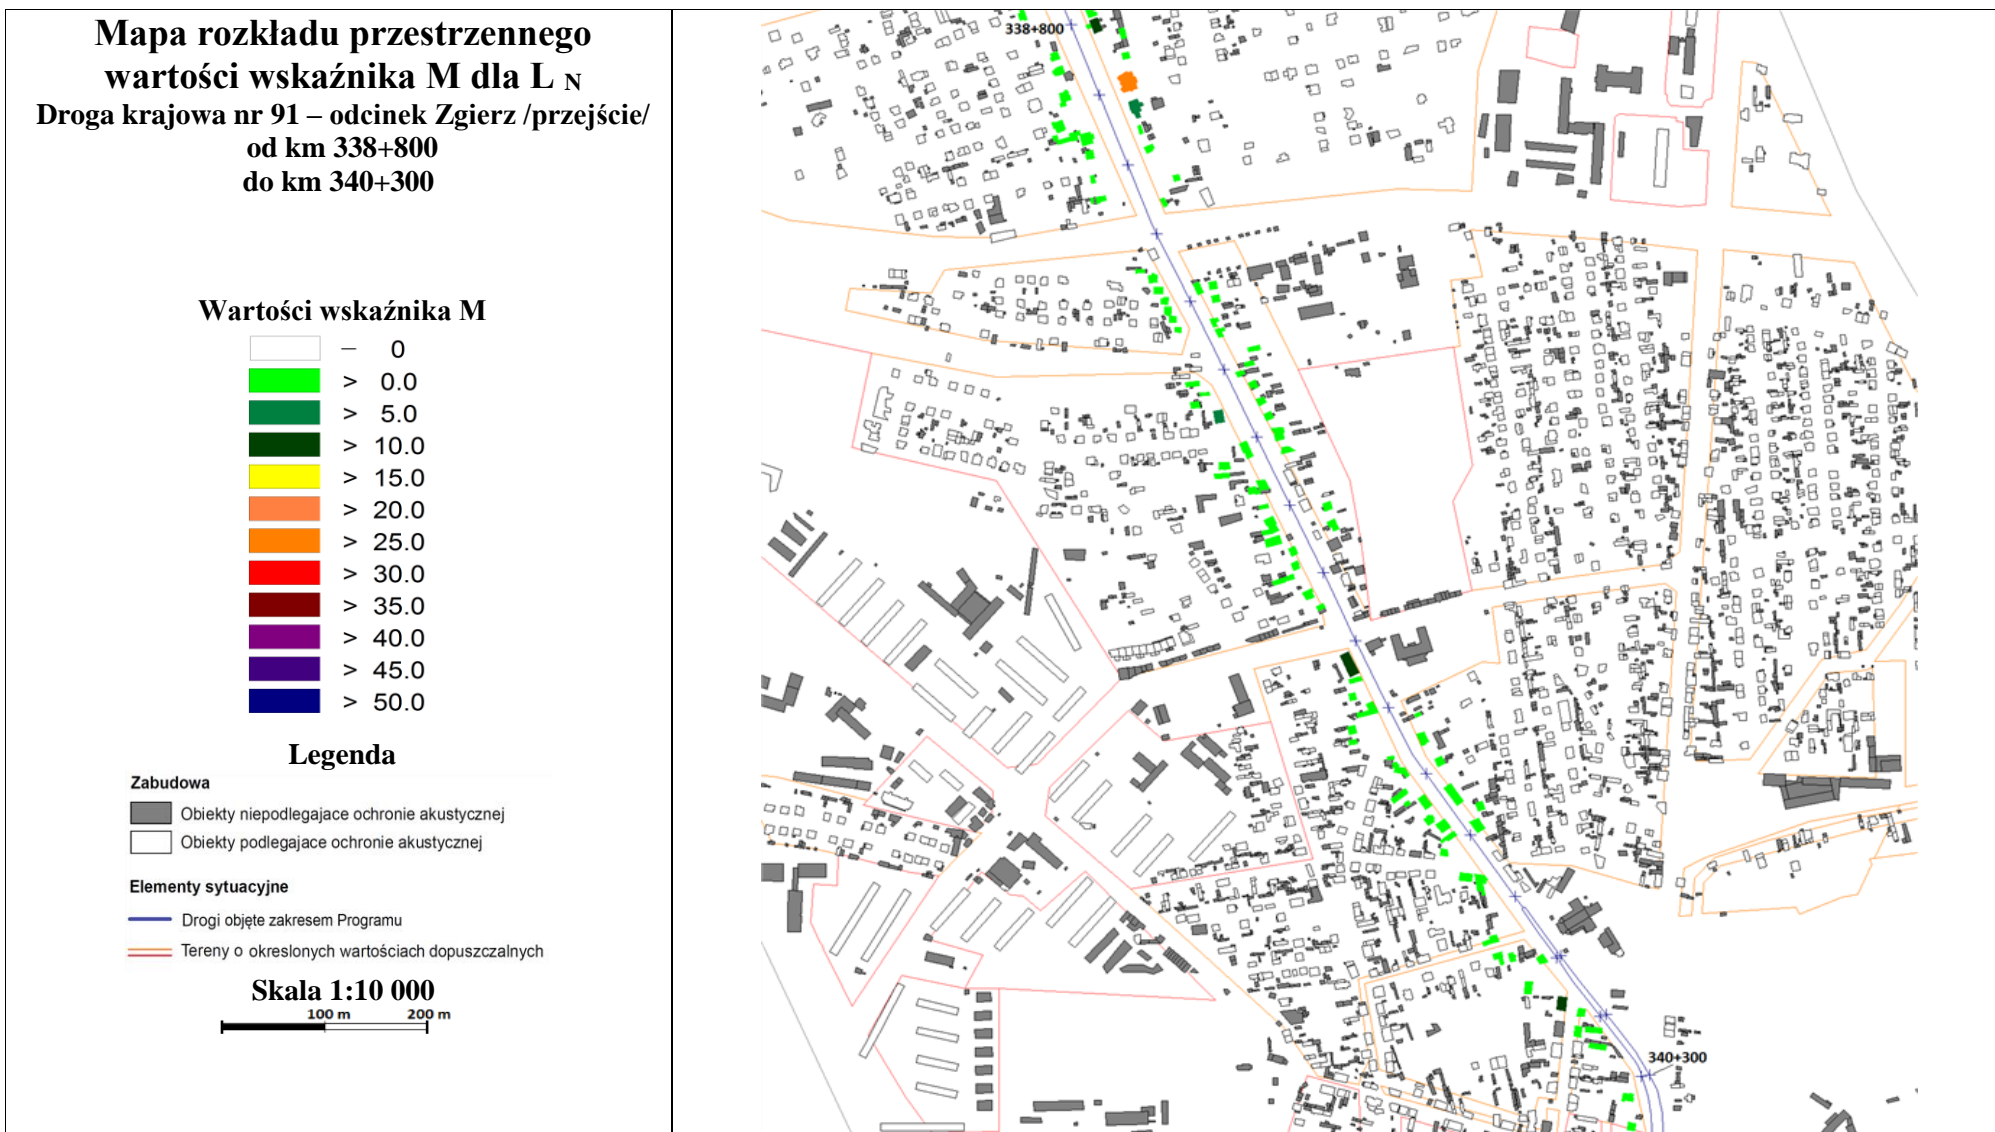 Mapa rozkładu przestrzennego
wartości wskaźnika M dla L N
Droga krajowa nr 91 – odcinek Zgierz /przejście/
od km 338+800
do km 340+300
Wartości wskaźnika M
– 0
> 0.0
> 5.0
> 10.0
> 15.0
> 20.0
> 25.0
> 30.0
> 35.0
> 40.0
> 45.0
> 50.0
Legenda
Zabudowa
Obiekty niepodlegajace ochronie akustycznej
Obiekty podlegajace ochronie akustycznej
Elementy sytuacyjne
Drogi objęte zakresem Programu
Tereny o okreslonych wartościach dopuszczalnych
Skala 1:10 000
100 m 200 m
338+800
340+300